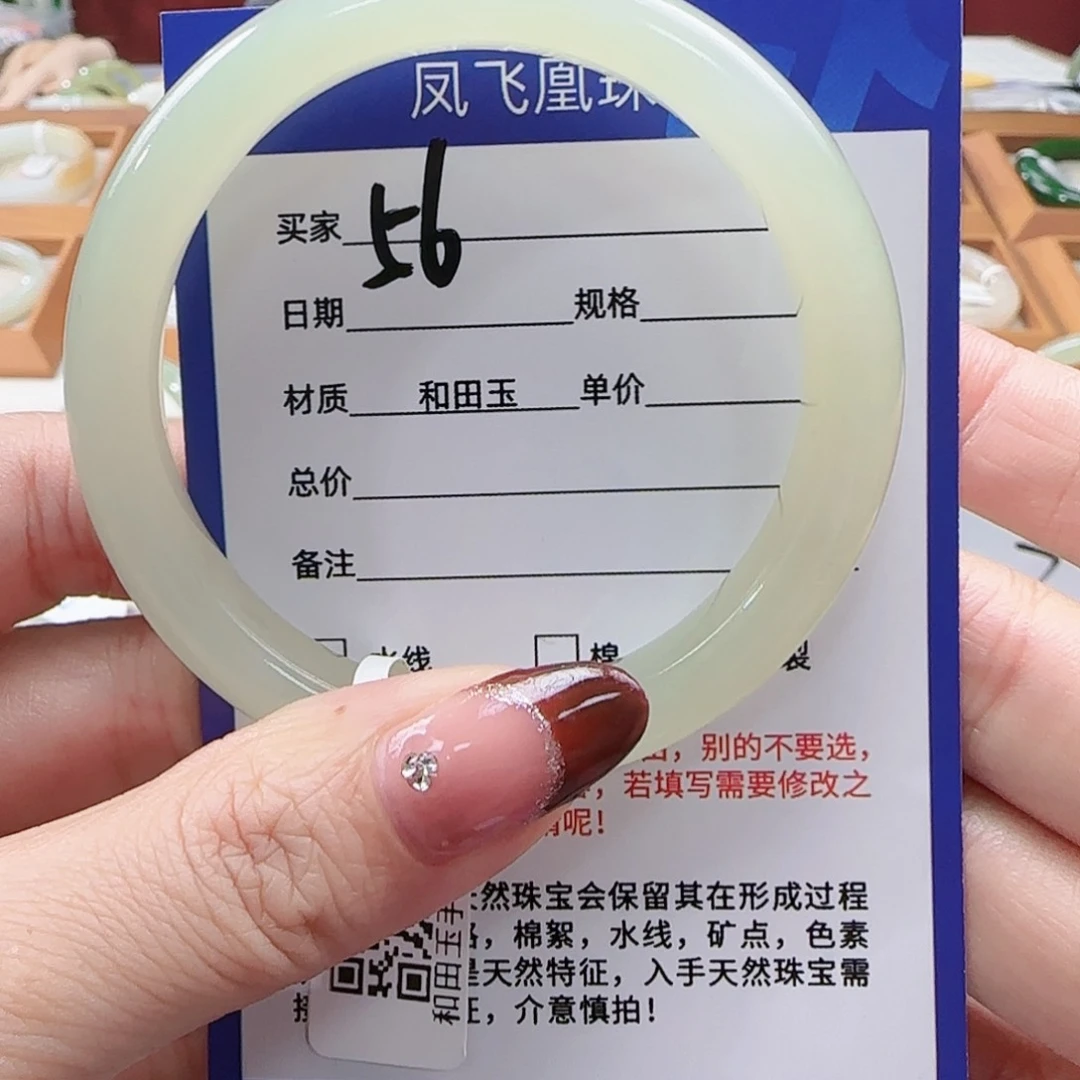 凤飞凰珠
买家 56
日期 规格
材质 和田玉 单价
总价
备注
水线 棉 裂
，别的不要选，
，若填写需要修改之
呢！
然珠宝会保留其在形成过程
，棉絮，水线，矿点，色素
是天然特征，入手天然珠宝需
，介意慎拍！
和田玉手